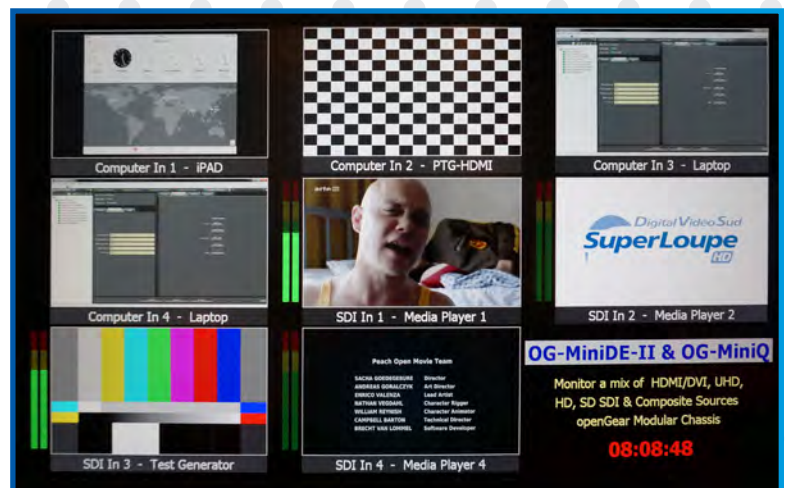 Computer In 1 - iPAD
Computer In 2 - PTG-HDMI
Computer In 3 - Laptop
Computer In 4 - Laptop
SDI In 1 - Media Player 1
Digital Video Sud
SuperLoupe
HD
SDI In 2 - Media Player 2
SDI In 3 - Test Generator
Peach Open Movie Team
SACHA GOEDEGEBURE Director
ANDREAS GORALCZYK Art Director
ENRICO VALENZA Lead Artist
NATHAN VEGDAHL Character Rigger
WILLIAM REYNISH Character Animator
CAMPBELL BARTON Technical Director
BRECHT VAN LOMMEL Software Developer
SDI In 4 - Media Player 4
OG-MiniDE-II & OG-MiniQ
Monitor a mix of HDMI/DVI, UHD,
HD, SD SDI & Composite Sources
openGear Modular Chassis
08:08:48